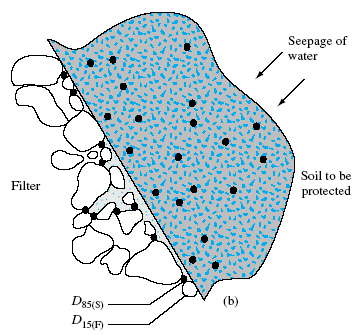 Seepage of
water
Filter
Soil to be
protected
D85(S)
(b)
D15(F)